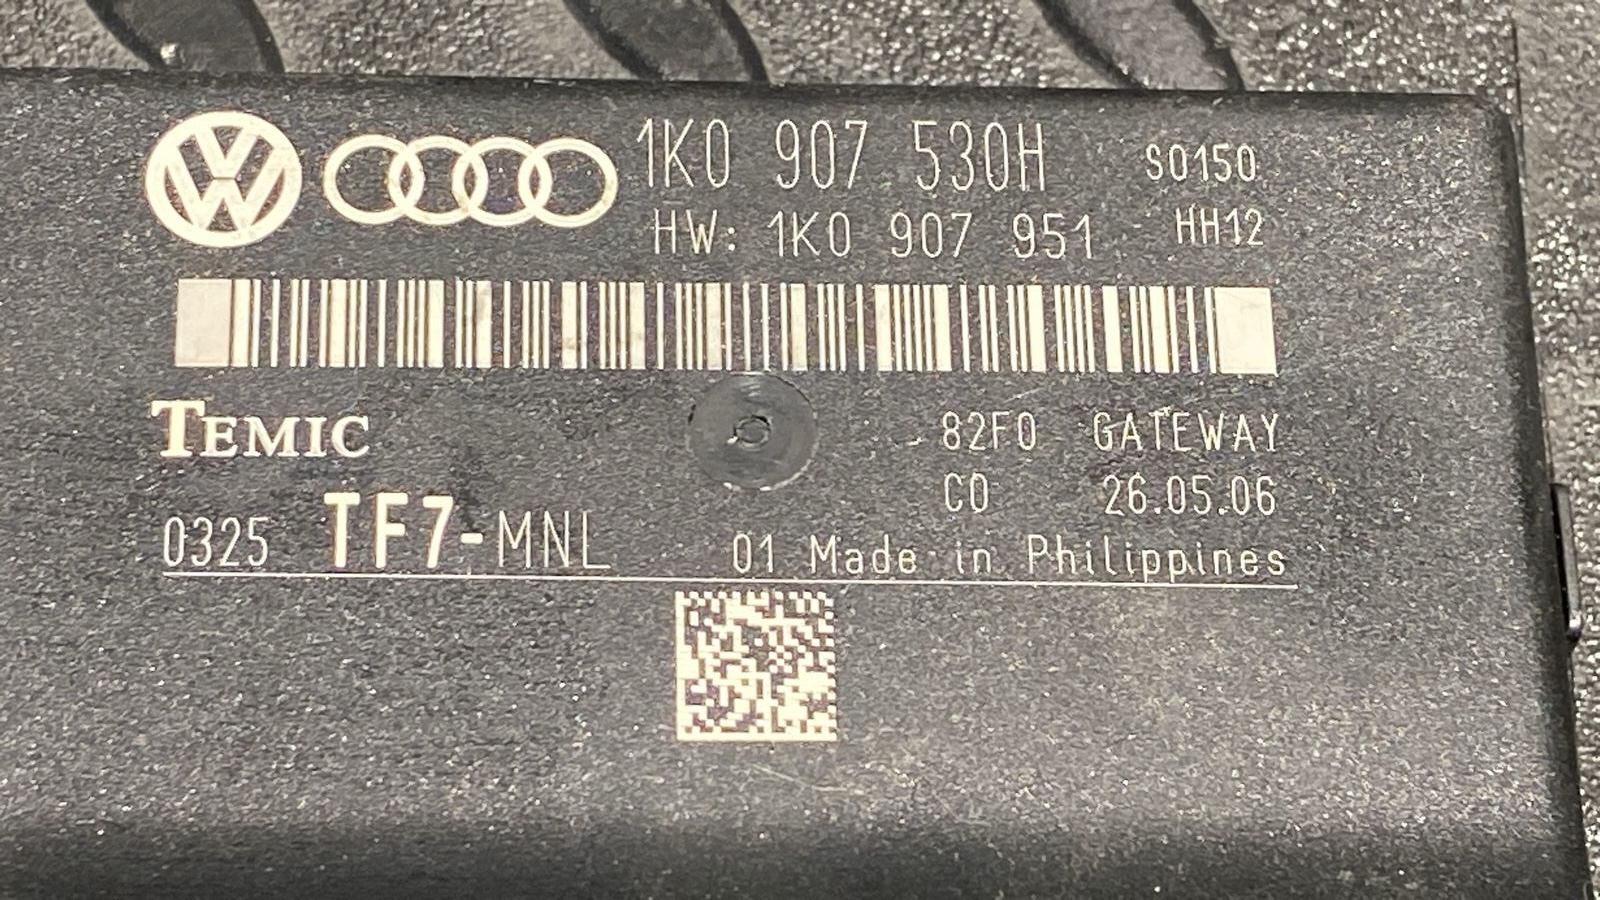 1K0 907 530H S0150
HW: 1K0 907 951 HH12
TEMIC
82F0 GATEWAY
C0 26.05.06
0325 TF7-MNL 01 Made in Philippines